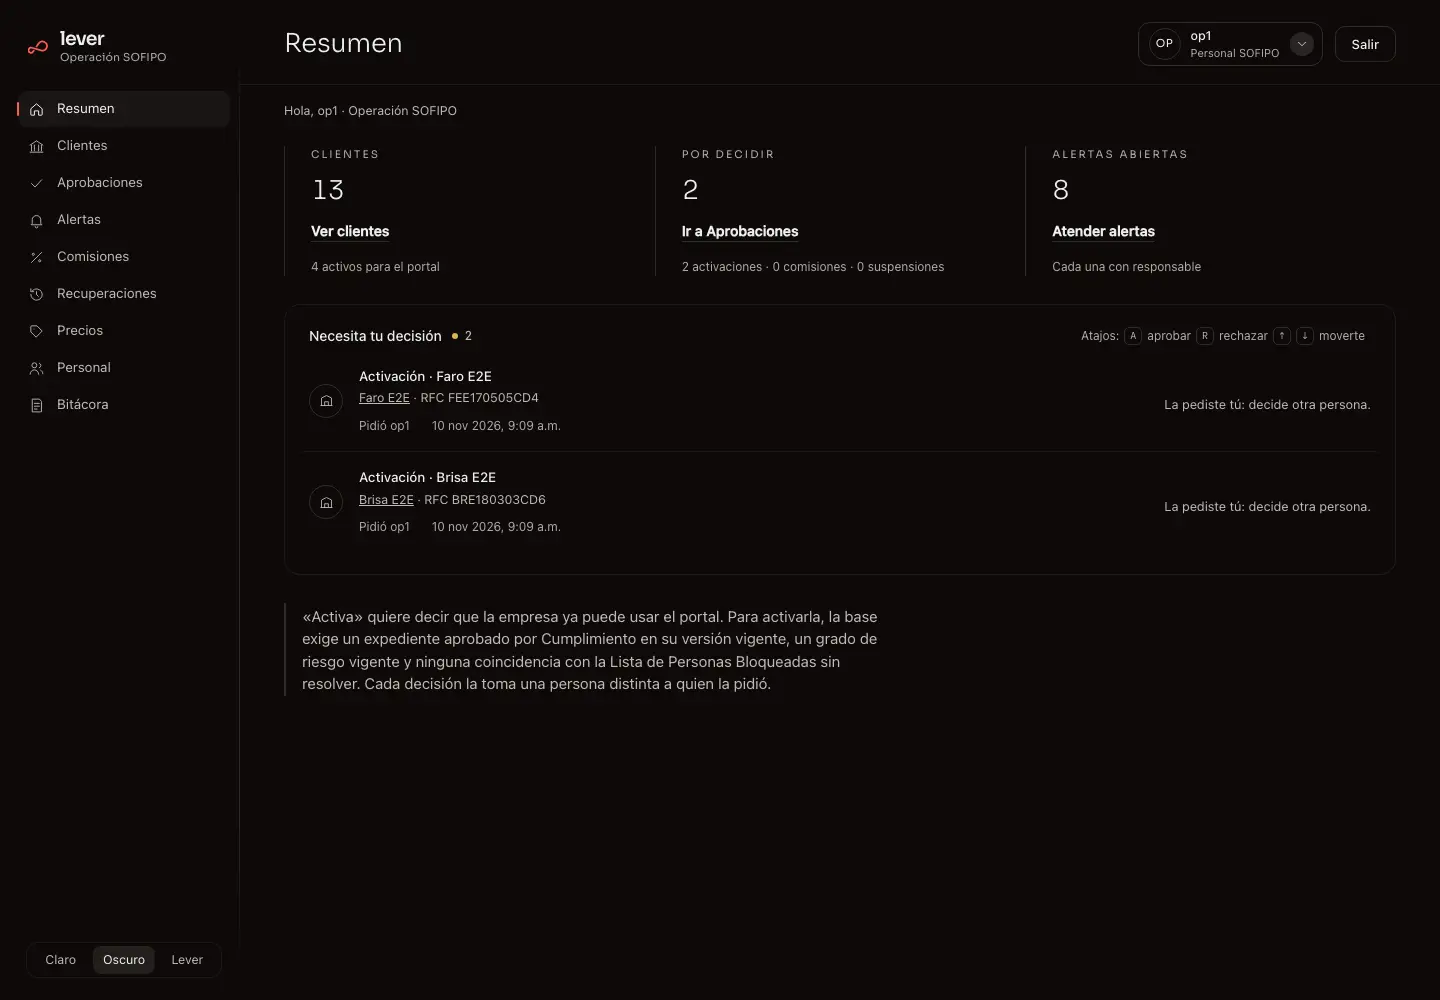 lever
Operación SOFIPO
Resumen
Clientes
Aprobaciones
Alertas
Comisiones
Recuperaciones
Precios
Personal
Bitácora
Claro Oscuro Lever
Resumen
OP
op1
Personal SOFIPO
Salir
Hola, op1 · Operación SOFIPO
CLIENTES
13
Ver clientes
4 activos para el portal
POR DECIDIR
2
Ir a Aprobaciones
2 activaciones · 0 comisiones · 0 suspensiones
ALERTAS ABIERTAS
8
Atender alertas
Cada una con responsable
Necesita tu decisión 2
Atajos: A aprobar R rechazar ↑ ↓ moverte
Activación · Faro E2E
Faro E2E · RFC FEE170505CD4
Pidió op1 10 nov 2026, 9:09 a.m.
La pediste tú: decide otra persona.
Activación · Brisa E2E
Brisa E2E · RFC BRE180303CD6
Pidió op1 10 nov 2026, 9:09 a.m.
La pediste tú: decide otra persona.
«Activa» quiere decir que la empresa ya puede usar el portal. Para activarla, la base
exige un expediente aprobado por Cumplimiento en su versión vigente, un grado de
riesgo vigente y ninguna coincidencia con la Lista de Personas Bloqueadas sin
resolver. Cada decisión la toma una persona distinta a quien la pidió.